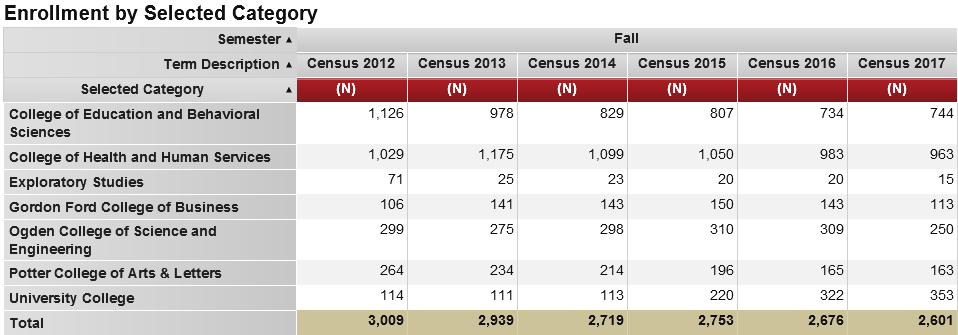 Enrollment by Selected Category
Semester ▲ Fall
Term Description ▲ Census 2012 Census 2013 Census 2014 Census 2015 Census 2016 Census 2017
Selected Category ▲ (N) (N) (N) (N) (N) (N)
College of Education and Behavioral 1,126 978 829 807 734 744
Sciences
College of Health and Human Services 1,029 1,175 1,099 1,050 983 963
Exploratory Studies 71 25 23 20 20 15
Gordon Ford College of Business 106 141 143 150 143 113
Ogden College of Science and 299 275 298 310 309 250
Engineering
Potter College of Arts & Letters 264 234 214 196 165 163
University College 114 111 113 220 322 353
Total 3,009 2,939 2,719 2,753 2,676 2,601